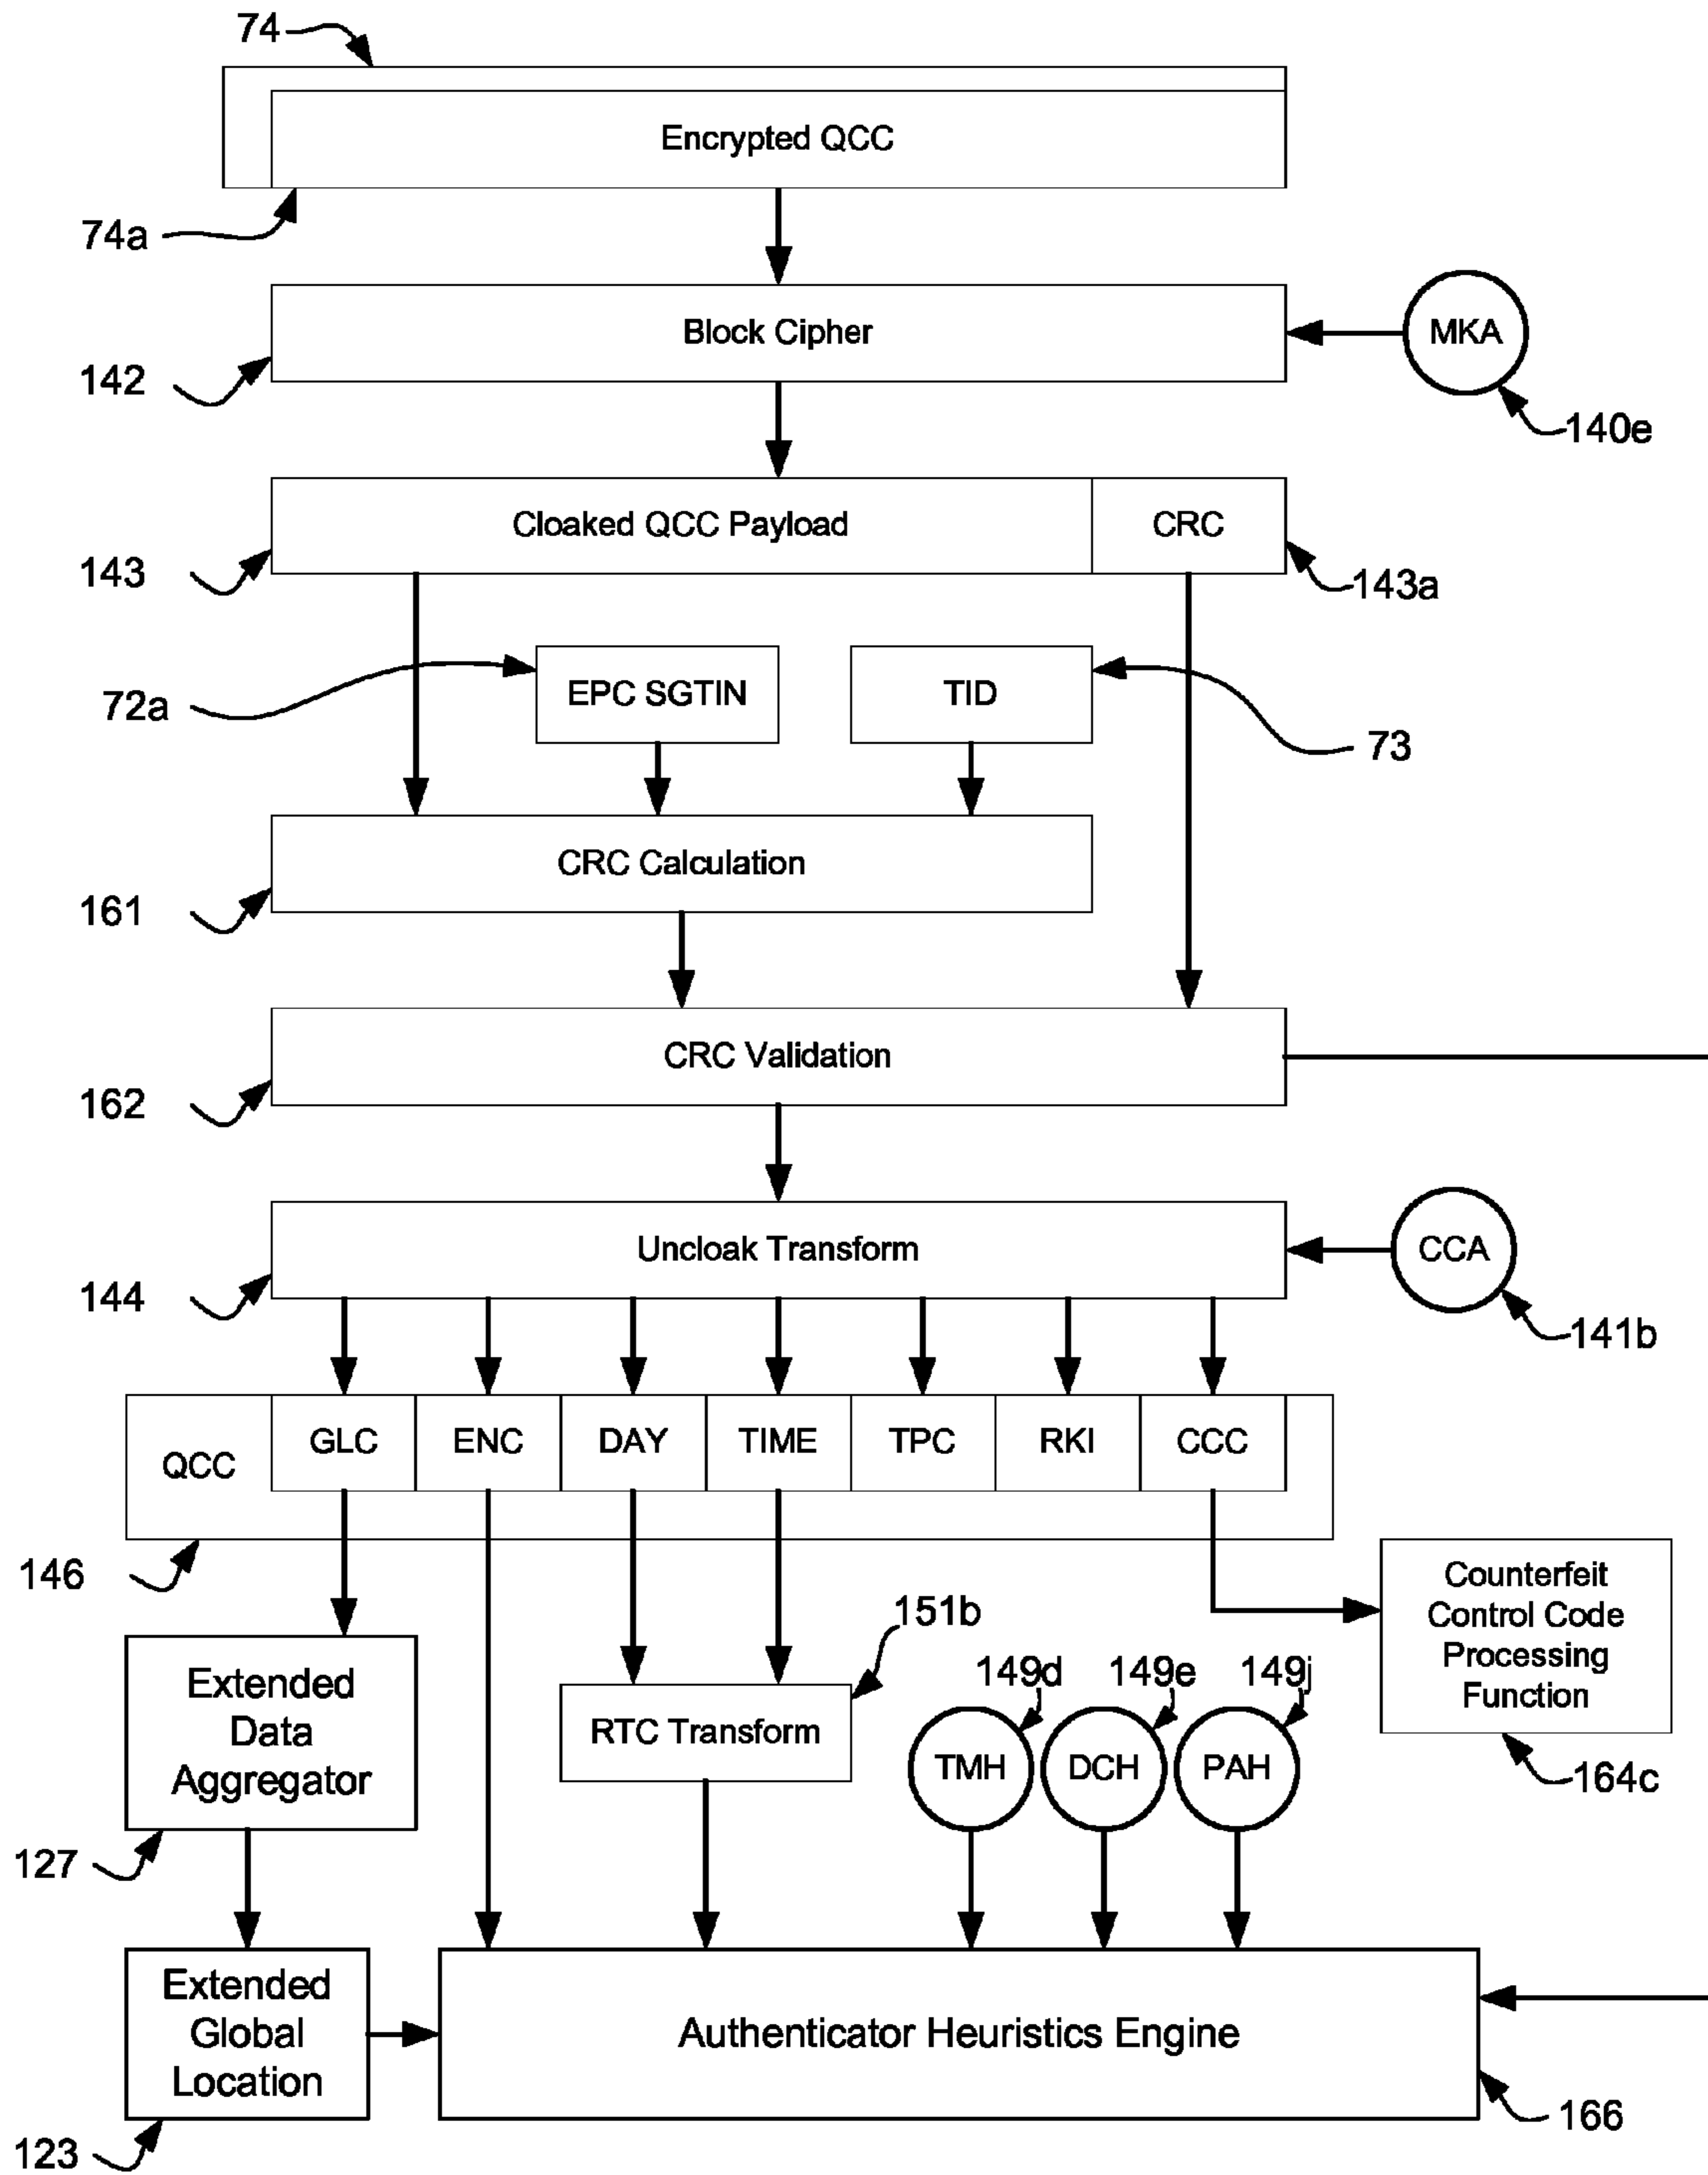 74
Encrypted QCC
74a
Block Cipher
MKA
142
140e
Cloaked QCC Payload
CRC
143
143a
EPC SGTIN
TID
72a
73
CRC Calculation
161
CRC Validation
162
Uncloak Transform
CCA
144
141b
QCC
GLC
ENC
DAY
TIME
TPC
RKI
CCC
146
Counterfeit
Control Code
Processing
Function
151b
149d
149e
149j
Extended
Data
Aggregator
RTC Transform
TMH
DCH
PAH
164c
127
Extended
Global
Location
Authenticator Heuristics Engine
166
123